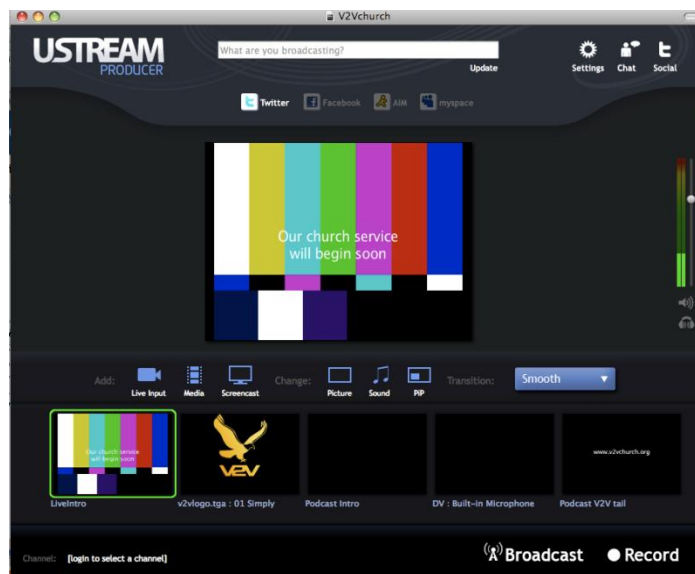 V2Vchurch
USTREAM
PRODUCER
What are you broadcasting?
Update
Settings
Chat
Social
Twitter
Facebook
AIM
myspace
Our church service
will begin soon
Add:
Live Input
Media
Screencast
Change:
Picture
Sound
PiP
Transition:
Smooth
Our church service
will begin soon
V2V
www.v2vchurch.org
LiveIntro
v2vlogo.tga : 01 Simply
Podcast Intro
DV : Built-in Microphone
Podcast V2V tail
Channel:
[login to select a channel]
Broadcast
Record